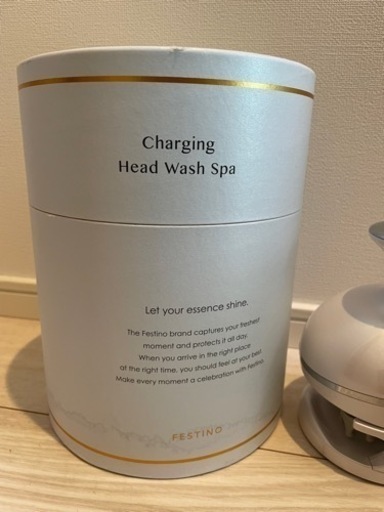 Charging
Head Wash Spa
Let your essence shine.
The Festino brand captures your freshest
moment and protects it all day.
When you arrive in the right place
at the right time, you should feel at your best.
Make every moment a celebration with Festino.
FESTINO